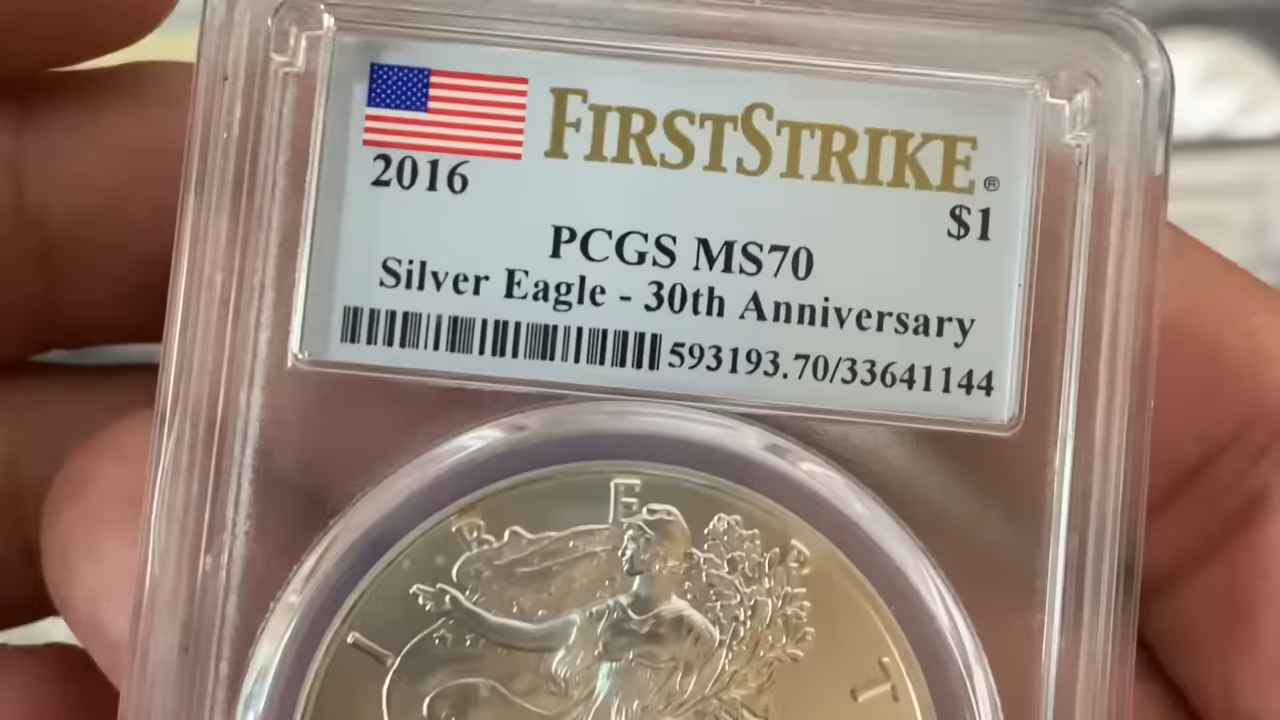 FIRSTSTRIKE®
2016
$1
PCGS MS70
Silver Eagle - 30th Anniversary
593193.70/33641144
I B E R T